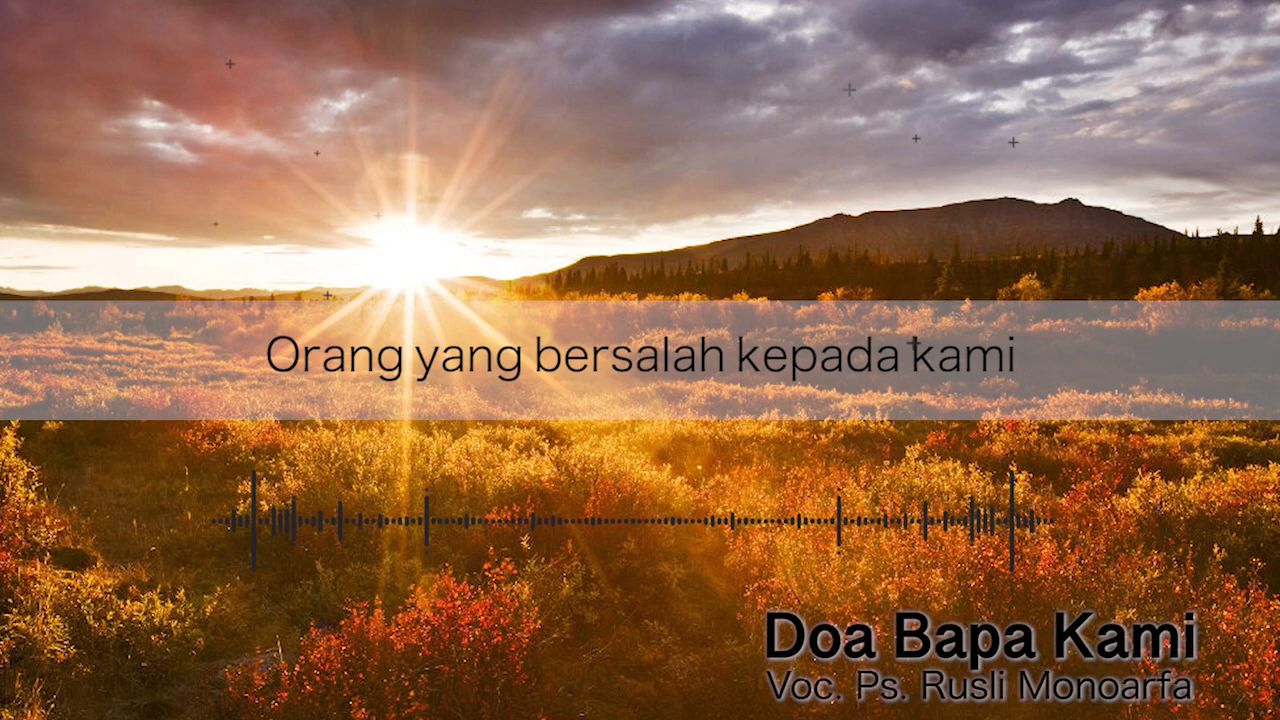 Orang yang bersalah kepada kami
Doa Bapa Kami
Voc. Ps. Rusli Monoarfa